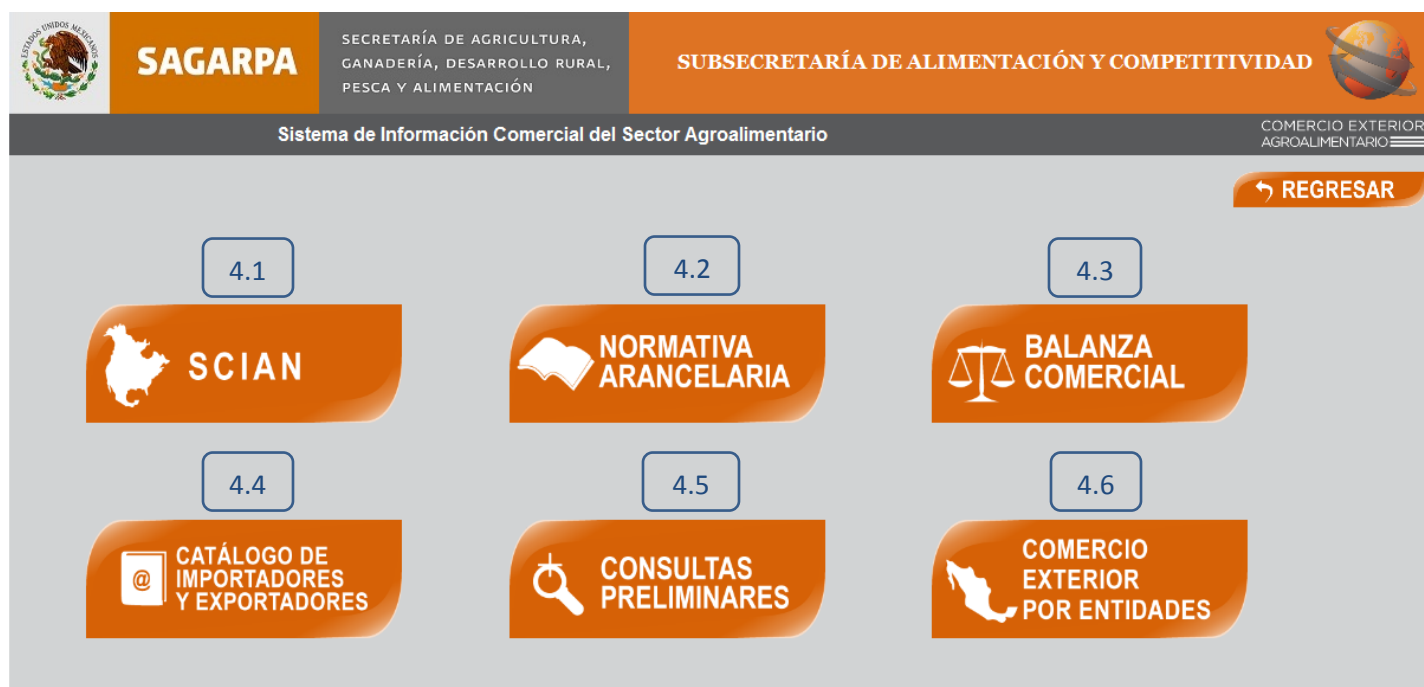 ESTADOS UNIDOS MEXICANOS
SAGARPA
SECRETARÍA DE AGRICULTURA,
GANADERÍA, DESARROLLO RURAL,
PESCA Y ALIMENTACIÓN
SUBSECRETARÍA DE ALIMENTACIÓN Y COMPETITIVIDAD
Sistema de Información Comercial del Sector Agroalimentario
COMERCIO EXTERIOR
AGROALIMENTARIO
REGRESAR
4.1
4.2
4.3
SCIAN
NORMATIVA
ARANCELARIA
BALANZA
COMERCIAL
4.4
4.5
4.6
@
CATÁLOGO DE
IMPORTADORES
Y EXPORTADORES
CONSULTAS
PRELIMINARES
COMERCIO
EXTERIOR
POR ENTIDADES